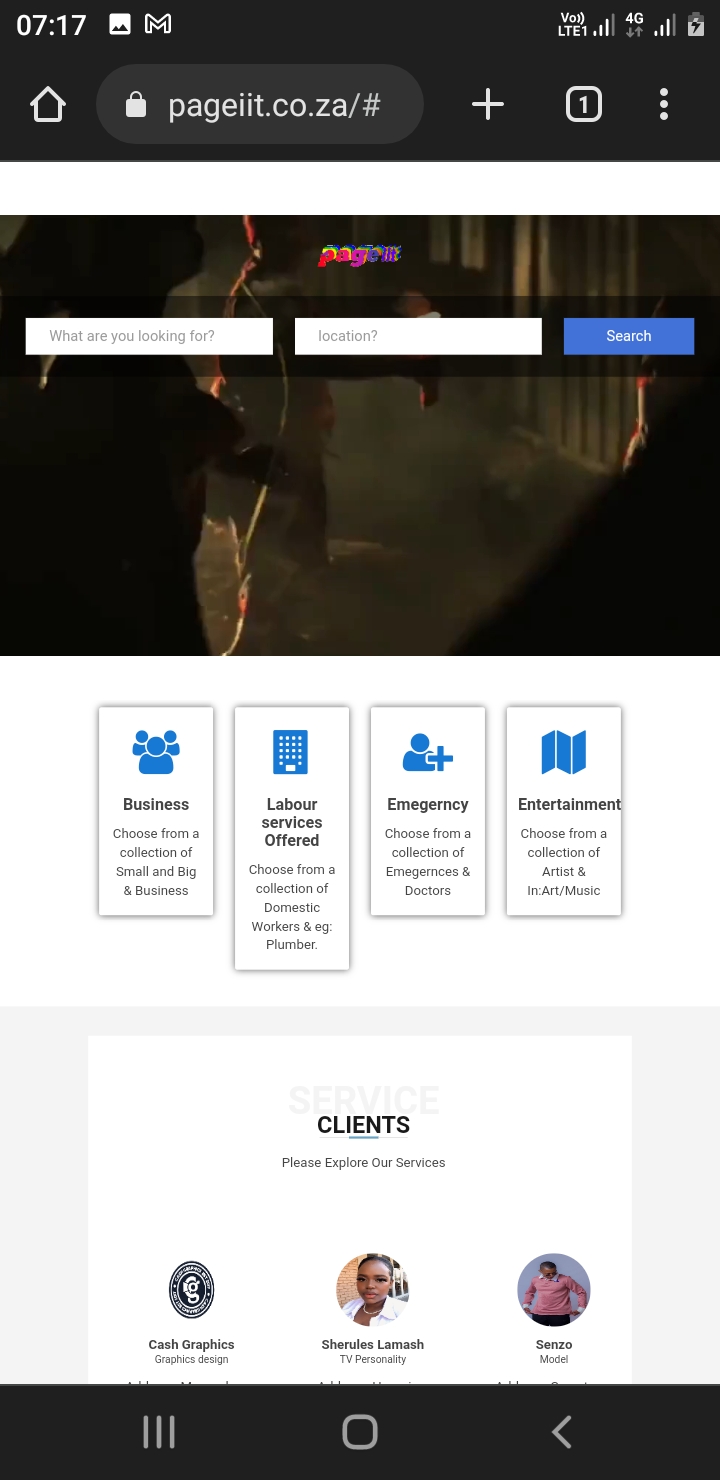 07:17
Vo))
LTE1
4G
pageiit.co.za/#
1
pageiit
What are you looking for?
location?
Search
Business
Choose from a
collection of
Small and Big
& Business
Labour
services
Offered
Choose from a
collection of
Domestic
Workers & eg:
Plumber.
Emegerncy
Choose from a
collection of
Emegernces &
Doctors
Entertainment
Choose from a
collection of
Artist &
In:Art/Music
SERVICE
CLIENTS
Please Explore Our Services
Cash Graphics
Graphics design
Sherules Lamash
TV Personality
Senzo
Model